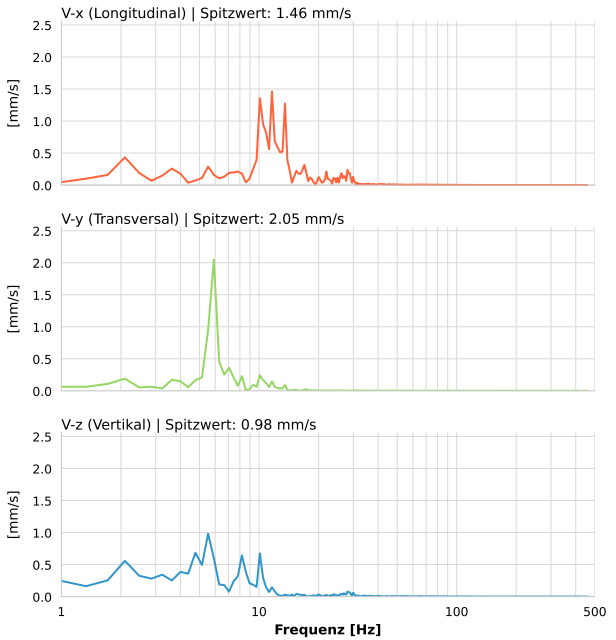 V-x (Longitudinal) | Spitzwert: 1.46 mm/s
2.5
2.0
1.5
1.0
0.5
0.0
[mm/s]
V-y (Transversal) | Spitzwert: 2.05 mm/s
2.5
2.0
1.5
1.0
0.5
0.0
[mm/s]
V-z (Vertikal) | Spitzwert: 0.98 mm/s
2.5
2.0
1.5
1.0
0.5
0.0
[mm/s]
1 10 100 500
Frequenz [Hz]